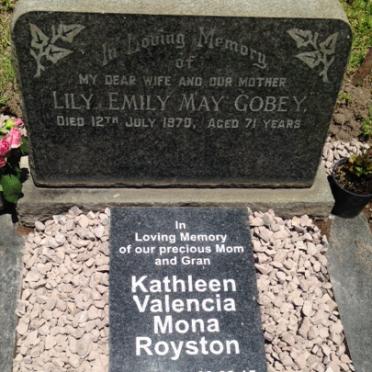 In Loving Memory
of
MY DEAR WIFE AND OUR MOTHER
LILY EMILY MAY GOBEY,
DIED 12TH JULY 1970, AGED 71 YEARS
In
Loving Memory
of our precious Mom
and Gran
Kathleen
Valencia
Mona
Royston